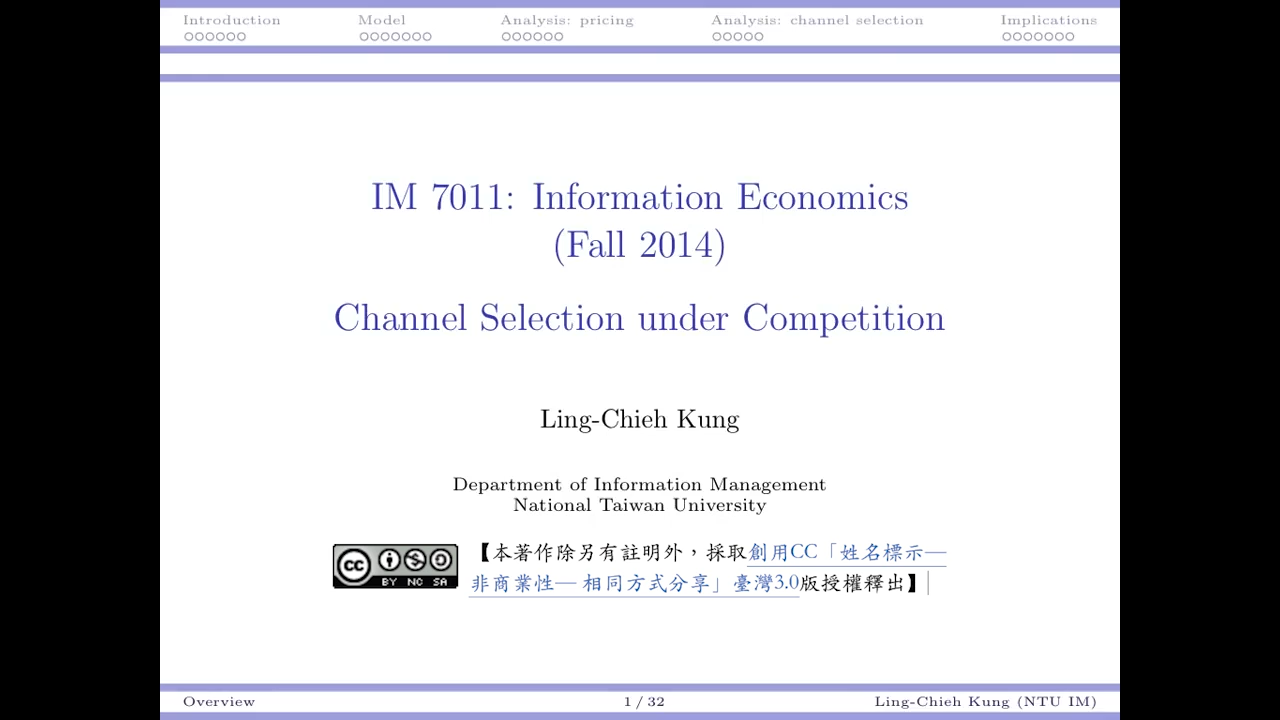 Introduction Model Analysis: pricing Analysis: channel selection Implications
IM 7011: Information Economics
(Fall 2014)
Channel Selection under Competition
Ling-Chieh Kung
Department of Information Management
National Taiwan University
cc BY NC SA
【本著作除另有註明外，採取創用CC「姓名標示—
非商業性—相同方式分享」臺灣3.0版授權釋出】
Overview 1 / 32 Ling-Chieh Kung (NTU IM)